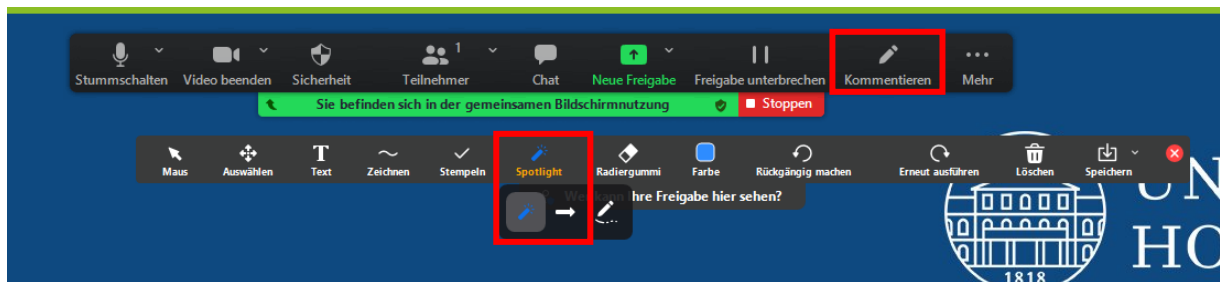 1
Stummschalten Video beenden Sicherheit Teilnehmer Chat Neue Freigabe Freigabe unterbrechen Kommentieren Mehr
Sie befinden sich in der gemeinsamen Bildschirmnutzung Stoppen
Maus Auswählen Text Zeichnen Stempeln Spotlight Radiergummi Farbe Rückgängig machen Erneut ausführen Löschen Speichern
Ihre Freigabe hier sehen?
UN
HO
1818